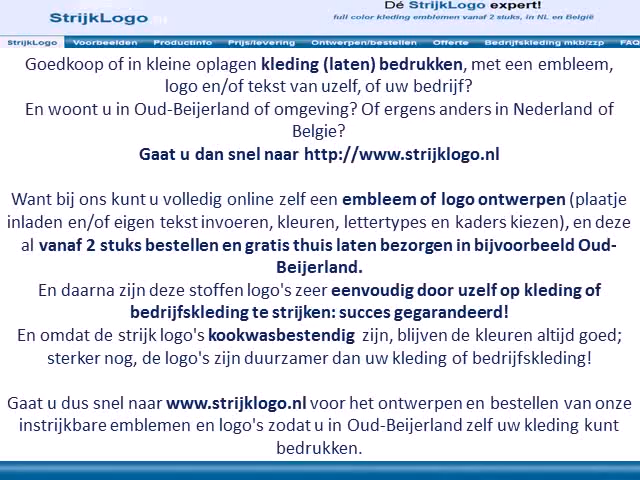 StrijkLogo.nl
Dé StrijkLogo expert!
full color kleding emblemen vanaf 2 stuks, in NL en België
StrijkLogo Voorbeelden Productinfo Prijs/levering Ontwerpen/bestellen Offerte Bedrijfskleding mkb/zzp FAQ
Goedkoop of in kleine oplagen kleding (laten) bedrukken, met een embleem,
logo en/of tekst van uzelf, of uw bedrijf?
En woont u in Oud-Beijerland of omgeving? Of ergens anders in Nederland of
Belgie?
Gaat u dan snel naar http://www.strijklogo.nl
Want bij ons kunt u volledig online zelf een embleem of logo ontwerpen (plaatje
inladen en/of eigen tekst invoeren, kleuren, lettertypes en kaders kiezen), en deze
al vanaf 2 stuks bestellen en gratis thuis laten bezorgen in bijvoorbeeld Oud-
Beijerland.
En daarna zijn deze stoffen logo's zeer eenvoudig door uzelf op kleding of
bedrijfskleding te strijken: succes gegarandeerd!
En omdat de strijk logo's kookwasbestendig zijn, blijven de kleuren altijd goed;
sterker nog, de logo's zijn duurzamer dan uw kleding of bedrijfskleding!
Gaat u dus snel naar www.strijklogo.nl voor het ontwerpen en bestellen van onze
instrijkbare emblemen en logo's zodat u in Oud-Beijerland zelf uw kleding kunt
bedrukken.